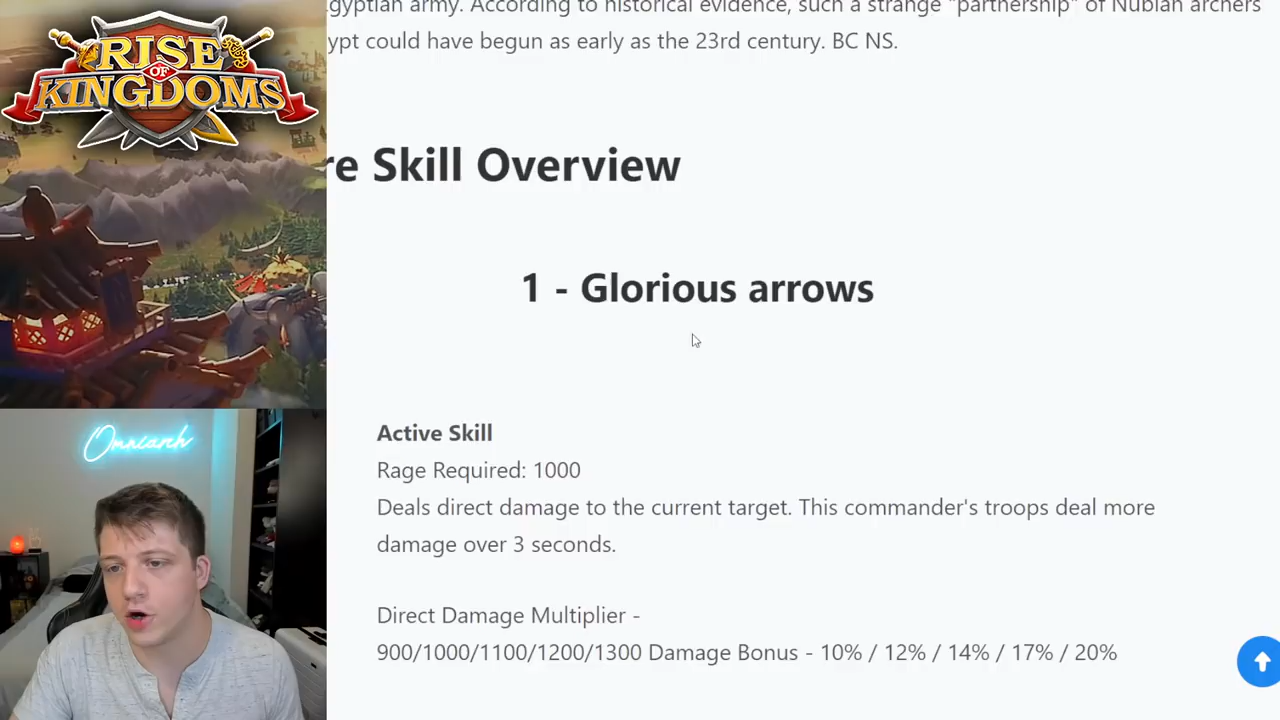 RISE
OF
KINGDOMS
gyptian army. According to historical evidence, such a strange "partnership" of Nubian archers
ypt could have begun as early as the 23rd century. BC NS.
re Skill Overview
1 - Glorious arrows
Active Skill
Rage Required: 1000
Deals direct damage to the current target. This commander's troops deal more
damage over 3 seconds.
Direct Damage Multiplier -
900/1000/1100/1200/1300 Damage Bonus - 10% / 12% / 14% / 17% / 20%
Omniarch